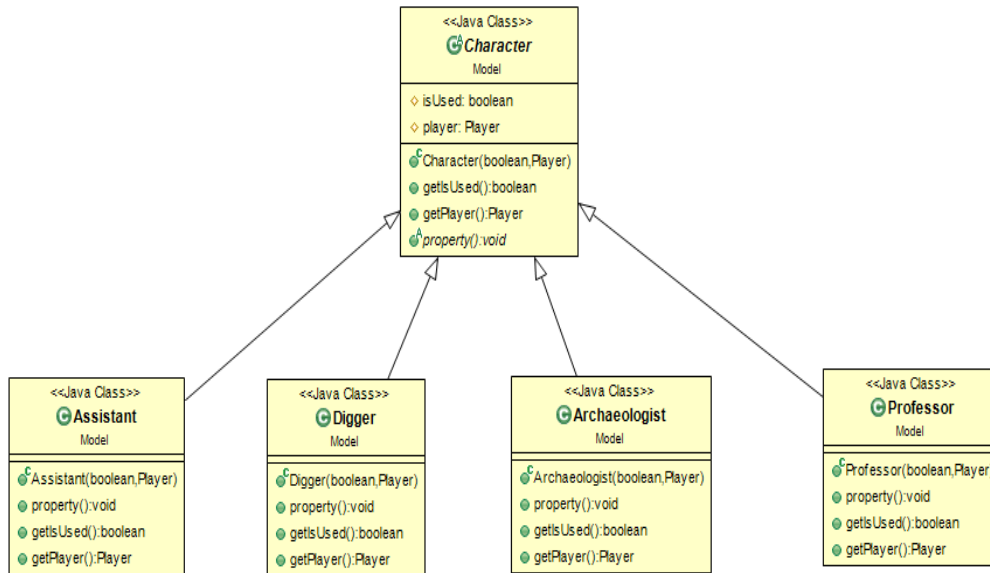 <<Java Class>>
Character
Model
isUsed: boolean
player: Player
Character(boolean,Player)
getIsUsed():boolean
getPlayer():Player
property():void
<<Java Class>>
Assistant
Model
Assistant(boolean,Player)
property():void
getIsUsed():boolean
getPlayer():Player
<<Java Class>>
Digger
Model
Digger(boolean,Player)
property():void
getIsUsed():boolean
getPlayer():Player
<<Java Class>>
Archaeologist
Model
Archaeologist(boolean,Player)
property():void
getIsUsed():boolean
getPlayer():Player
<<Java Class>>
Professor
Model
Professor(boolean,Player
property():void
getIsUsed():boolean
getPlayer():Player